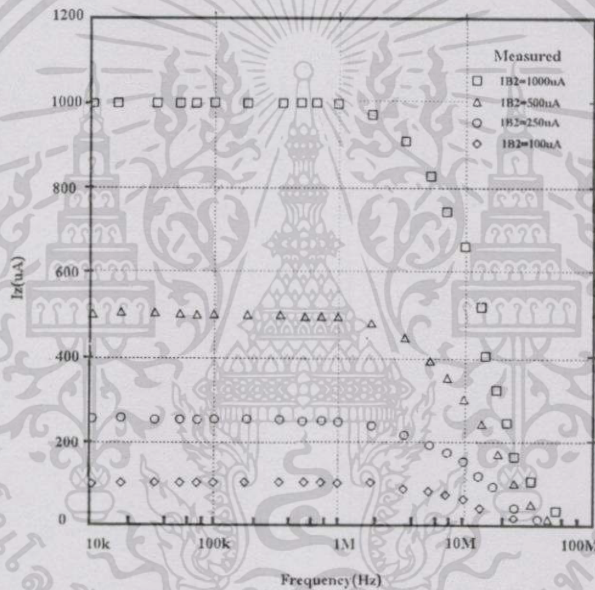 1200
1000
800
600
400
200
0
Iz(uA)
Measured
IB2=1000uA
IB2=500uA
IB2=250uA
IB2=100uA
10k 100k 1M 10M 100M
Frequency(Hz)